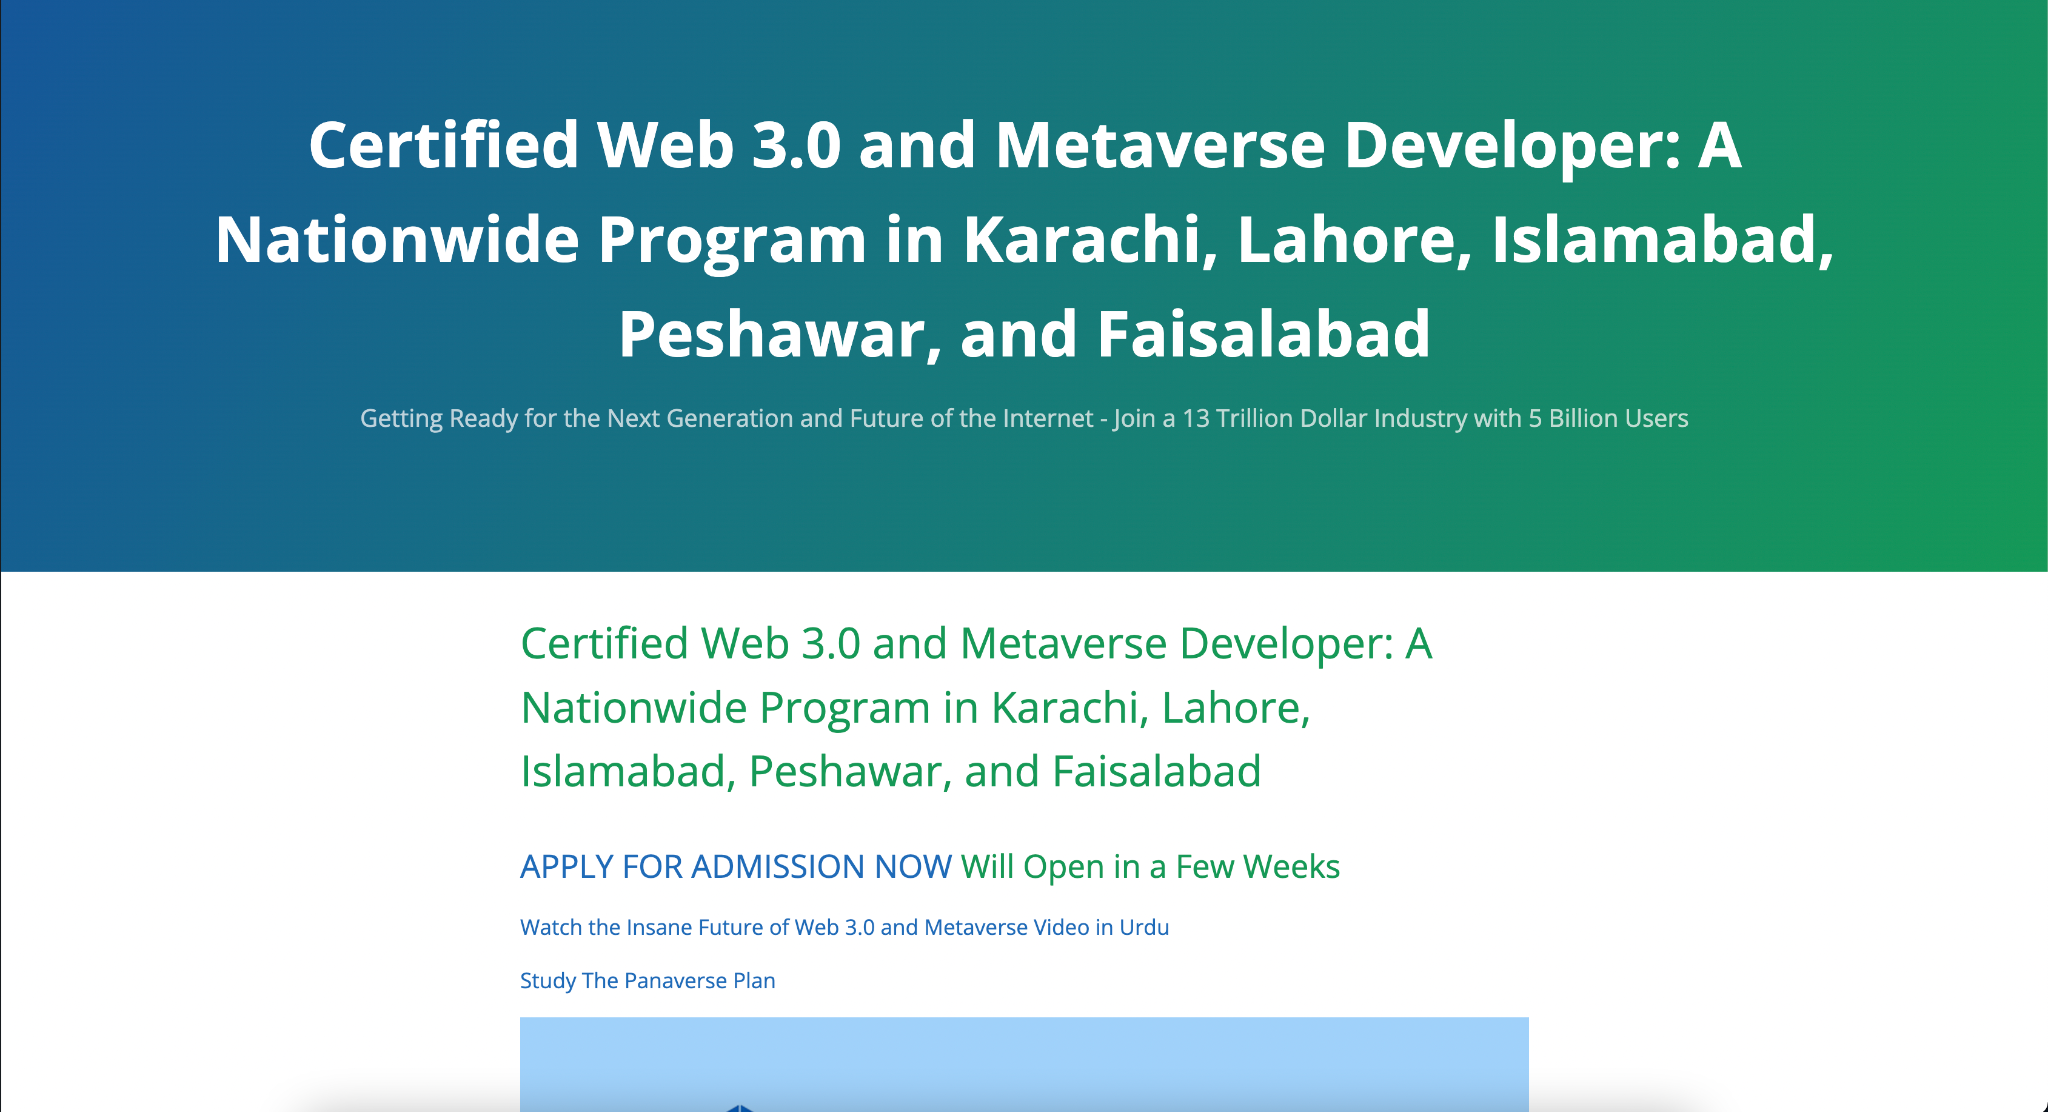 Certified Web 3.0 and Metaverse Developer: A
Nationwide Program in Karachi, Lahore, Islamabad,
Peshawar, and Faisalabad
Getting Ready for the Next Generation and Future of the Internet - Join a 13 Trillion Dollar Industry with 5 Billion Users
Certified Web 3.0 and Metaverse Developer: A
Nationwide Program in Karachi, Lahore,
Islamabad, Peshawar, and Faisalabad
APPLY FOR ADMISSION NOW Will Open in a Few Weeks
Watch the Insane Future of Web 3.0 and Metaverse Video in Urdu
Study The Panaverse Plan